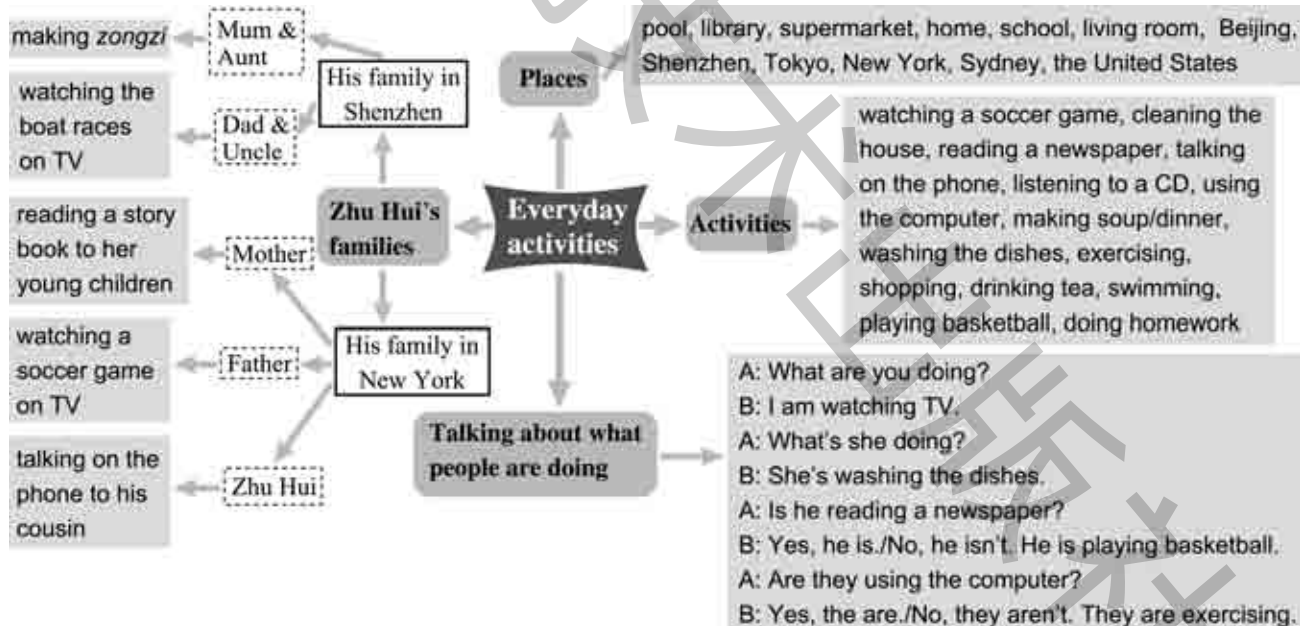 making zongzi
Mum &
Aunt
watching the
boat races
on TV
Dad &
Uncle
His family in
Shenzhen
Zhu Hui's
families
reading a story
book to her
young children
Mother
watching a
soccer game
on TV
Father
His family in
New York
talking on the
phone to his
cousin
Zhu Hui
Everyday
activities
Places
pool, library, supermarket, home, school, living room, Beijing,
Shenzhen, Tokyo, New York, Sydney, the United States
Activities
watching a soccer game, cleaning the
house, reading a newspaper, talking
on the phone, listening to a CD, using
the computer, making soup/dinner,
washing the dishes, exercising,
shopping, drinking tea, swimming,
playing basketball, doing homework
Talking about what
people are doing
A: What are you doing?
B: I am watching TV.
A: What's she doing?
B: She's washing the dishes.
A: Is he reading a newspaper?
B: Yes, he is./No, he isn't. He is playing basketball.
A: Are they using the computer?
B: Yes, the are./No, they aren't. They are exercising.
术出版社